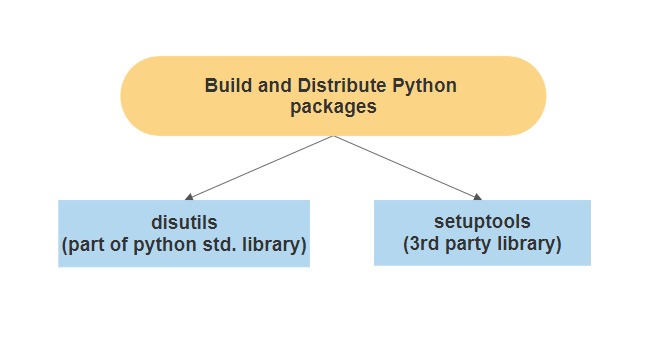 Build and Distribute Python
packages
disutils
(part of python std. library)
setuptools
(3rd party library)